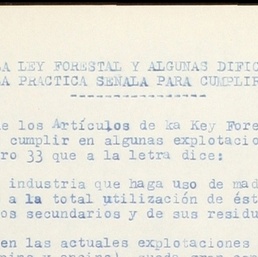 LA LEY FORESTAL Y ALGUNAS DIFIC
LA PRACTICA SEÑALA PARA CUMPLIR
----------------
e los Artículos de ka Key Fore
cumplir en algunas explotacio
ro 33 que a la letra dice:
industria que haga uso de mad
a la total utilización de ést
os secundarios y de sus residu
en las actuales explotaciones